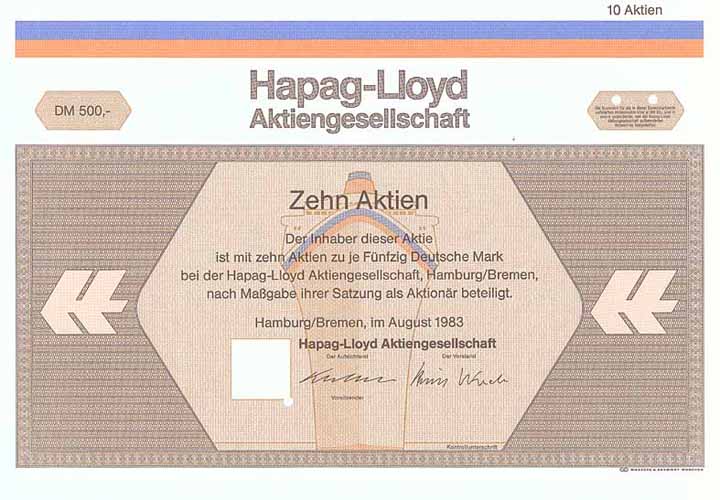 10 Aktien
Hapag-Lloyd
Aktiengesellschaft
DM 500,-
Zehn Aktien
Der Inhaber dieser Aktie
ist mit zehn Aktien zu je Fünfzig Deutsche Mark
bei der Hapag-Lloyd Aktiengesellschaft, Hamburg/Bremen,
nach Maßgabe ihrer Satzung als Aktionär beteiligt.
Hamburg/Bremen, im August 1983
Hapag-Lloyd Aktiengesellschaft
Der Aufsichtsrat Der Vorstand
Vorsitzender
Kontrollunterschrift